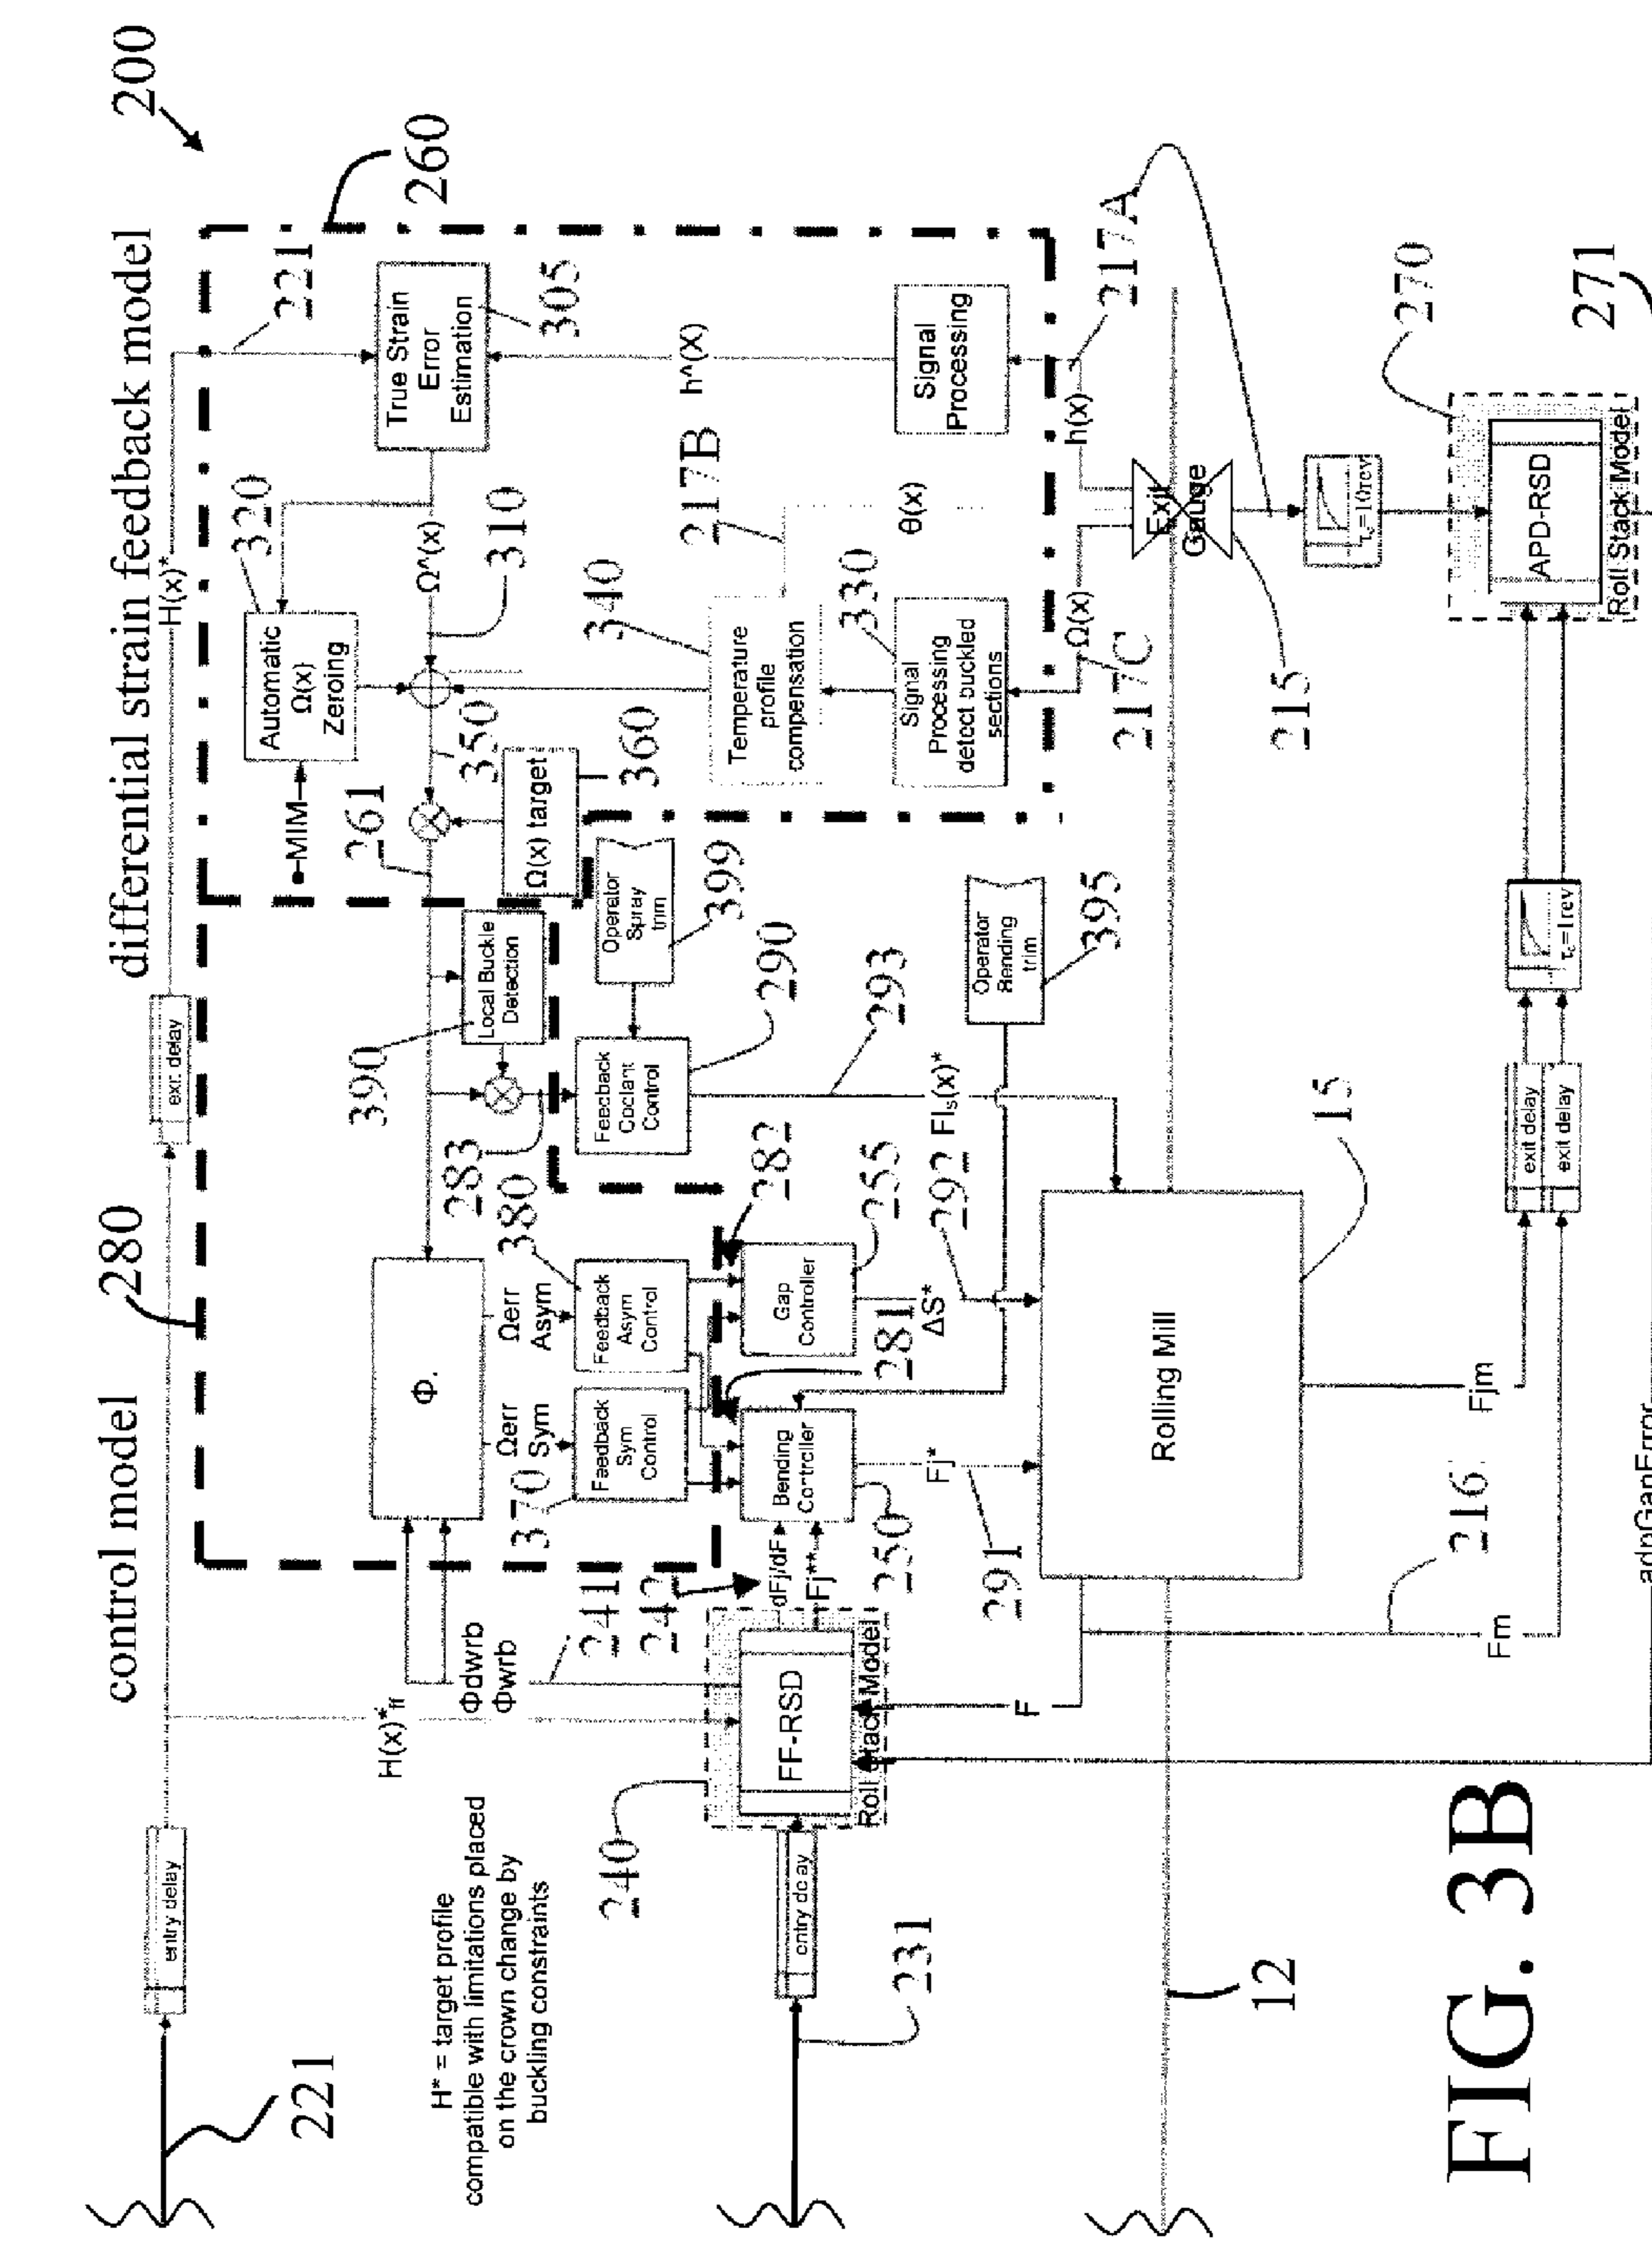 200
differential strain feedback model
control model
280
260
221
H(x)*
exit delay
entry delay
221
True Strain
Error
Estimation
305
320
Automatic
Ω(x)
Zeroing
MIM
Ω^(x)
310
350
261
Ω(x) target
360
340
Temperature
profile
compensation
217B
h^(x)
θ(x)
330
Signal
Processing
detect buckled
sections
Signal
Processing
217A
h(x)
Ω(x)
217C
Exit
Gauge
215
390
Local Buckle
Detection
Operator
Spray
trim
399
283
Feedback
Coolant
Control
290
293
Operator
Bending
trim
395
Φ.
Ωerr
Asym
380
Feedback
Asym
Control
Ωerr
Sym
370
Feedback
Sym
Control
282
Gap
Controller
255
ΔS*
281
292
Fls(x)*
Bending
Controller
250
Fj*
291
dFj/dF
Fj**
242
241
Φdwrb
Φwrb
H(x)*ff
H* = target profile
compatible with limitations placed
on the crown change by
buckling constraints
240
FF-RSD
Roll Stack Model
entry delay
231
F
Rolling Mill
15
12
Fjm
Fm
216
exit delay
exit delay
τc=1rev
τc=10rev
270
APD-RSD
Roll Stack Model
271
adpGapError
FIG. 3B